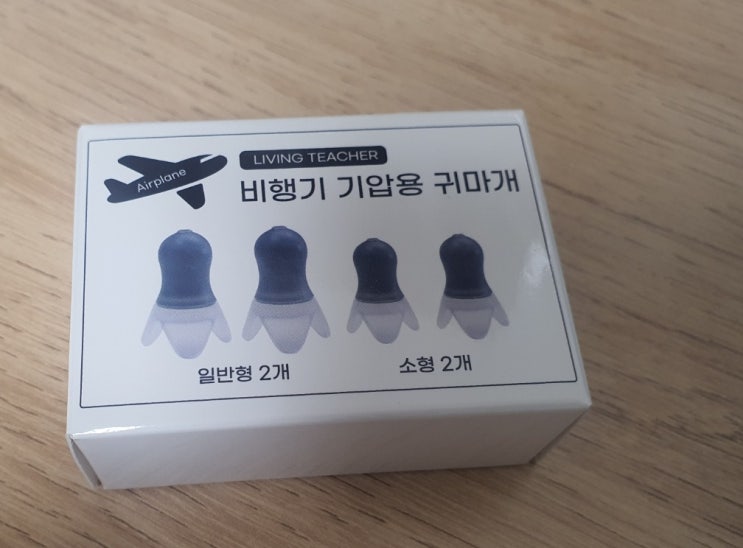 Airplane
LIVING TEACHER
비행기 기압용 귀마개
일반형 2개
소형 2개